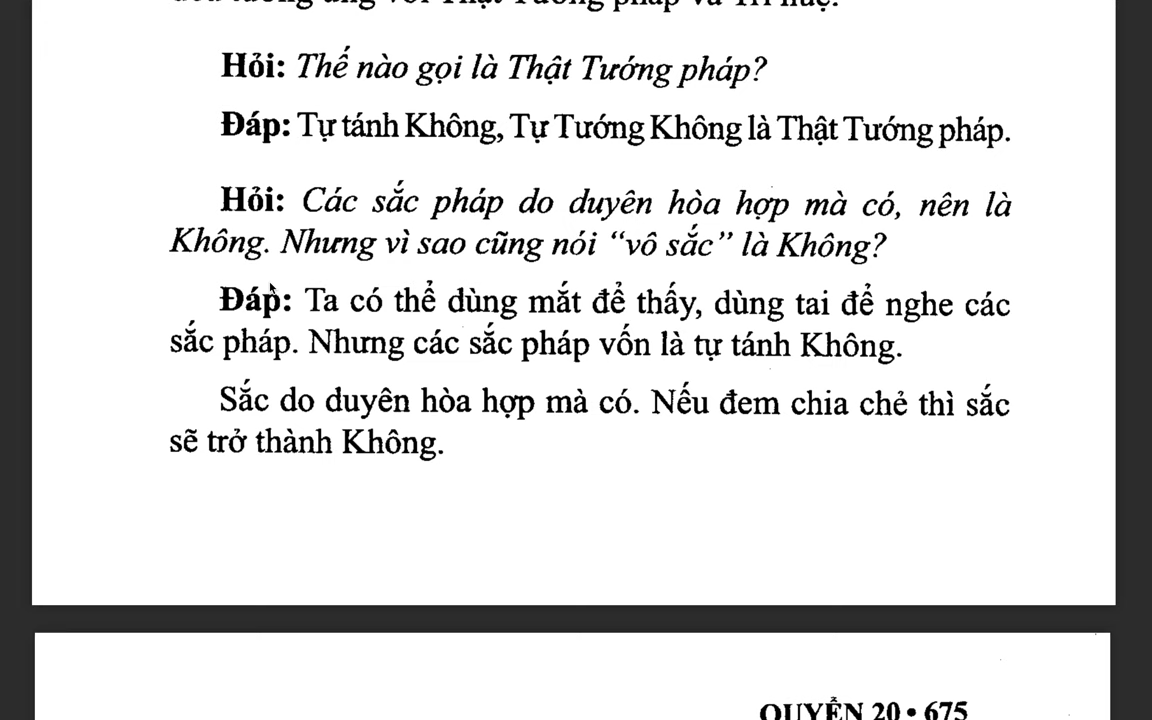 Hỏi: Thế nào gọi là Thật Tướng pháp?
Đáp: Tự tánh Không, Tự Tướng Không là Thật Tướng pháp.
Hỏi: Các sắc pháp do duyên hòa hợp mà có, nên là
Không. Nhưng vì sao cũng nói “vô sắc” là Không?
Đáp: Ta có thể dùng mắt để thấy, dùng tai để nghe các
sắc pháp. Nhưng các sắc pháp vốn là tự tánh Không.
Sắc do duyên hòa hợp mà có. Nếu đem chia chẻ thì sắc
sẽ trở thành Không.
QUYỂN 20 • 675